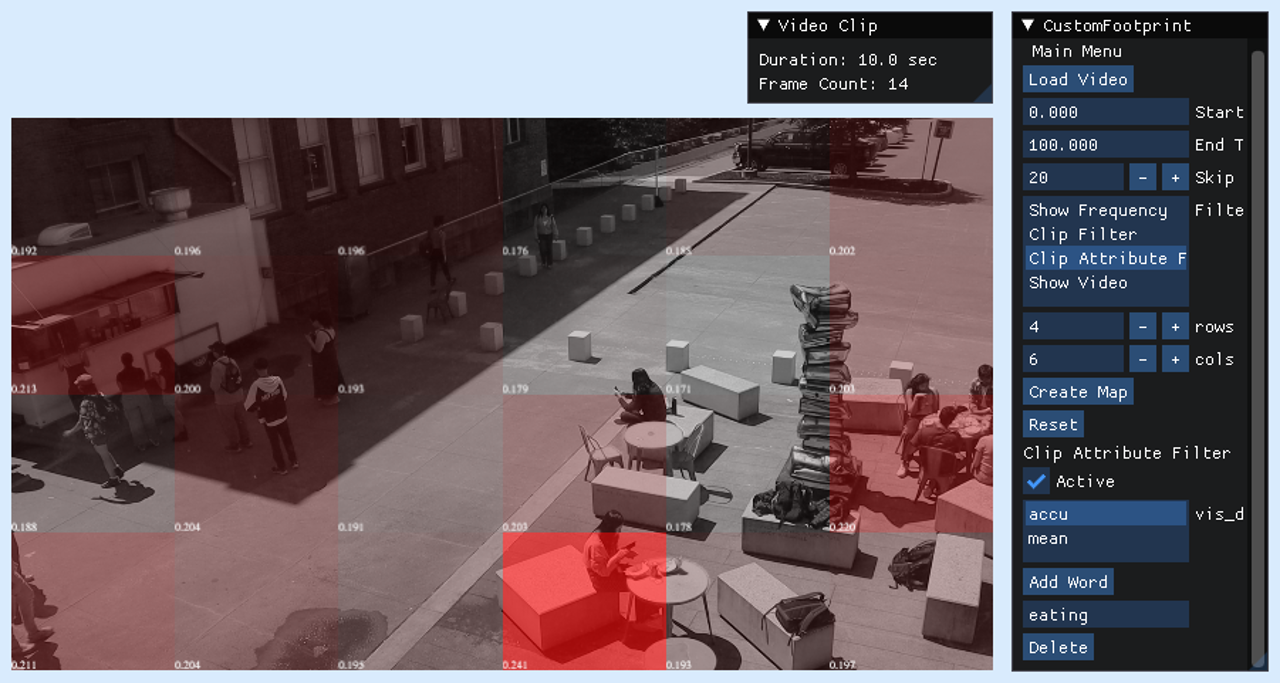 Video Clip
Duration: 10.0 sec
Frame Count: 14
CustomFootprint
Main Menu
Load Video
0.000 Start
100.000 End T
20 - + Skip
Show Frequency Filte
Clip Filter
Clip Attribute F
Show Video
4 - + rows
6 - + cols
Create Map
Reset
Clip Attribute Filter
Active
accu vis_d
mean
Add Word
eating
Delete
0.192 0.196 0.196 0.176 0.185 0.202
0.213 0.200 0.193 0.179 0.171 0.203
0.188 0.204 0.191 0.203 0.178 0.220
0.211 0.204 0.195 0.241 0.193 0.197